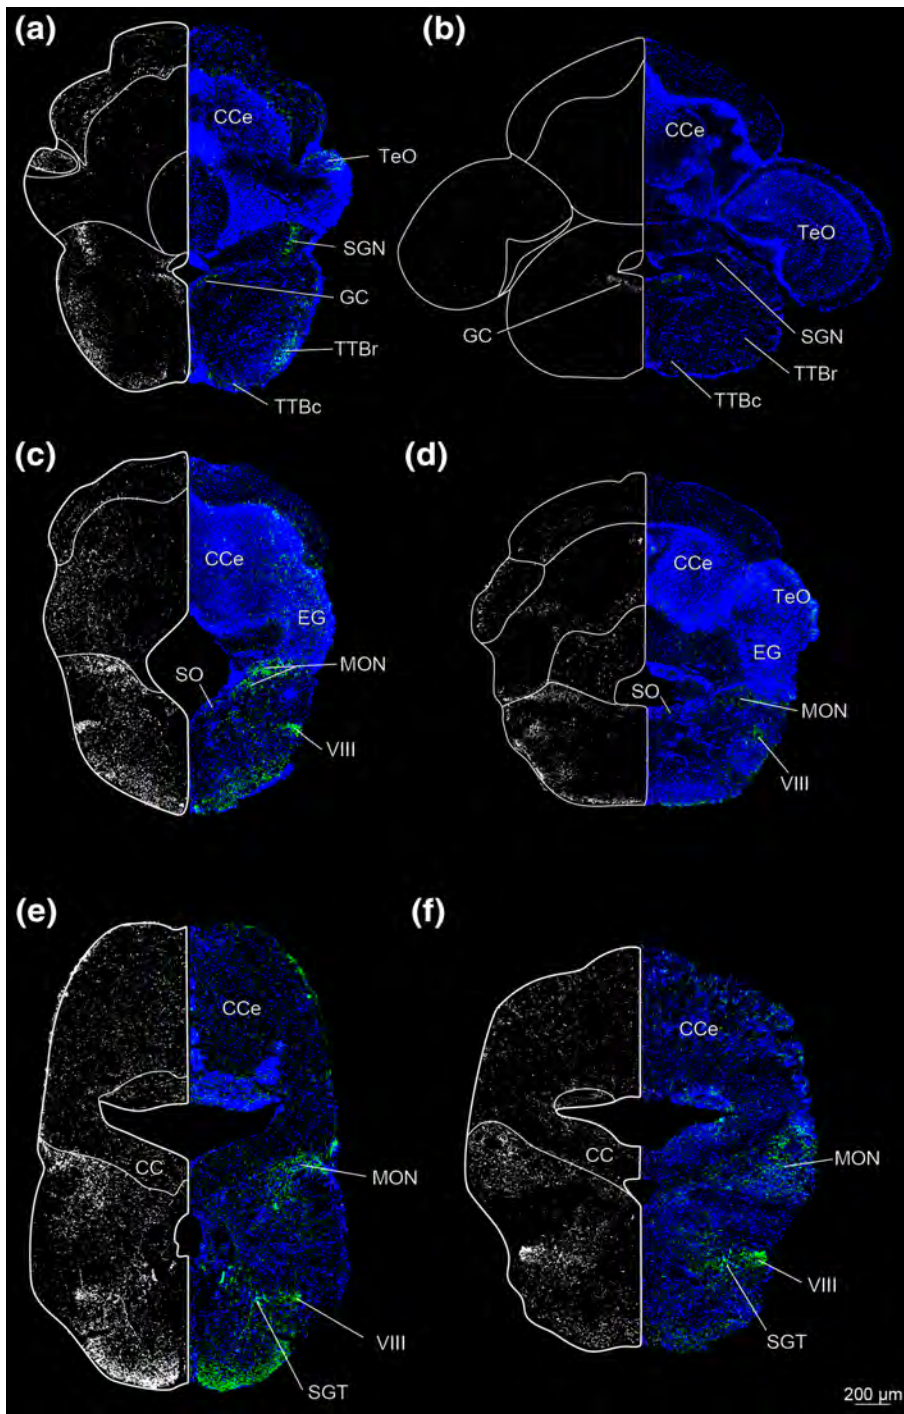 (a)
CCe
TeO
SGN
GC
TTBr
TTBc
(b)
CCe
TeO
GC
SGN
TTBr
TTBc
(c)
CCe
EG
SO
MON
VIII
(d)
CCe
TeO
EG
SO
MON
VIII
(e)
CCe
CC
MON
VIII
SGT
(f)
CCe
CC
MON
VIII
SGT
200 µm